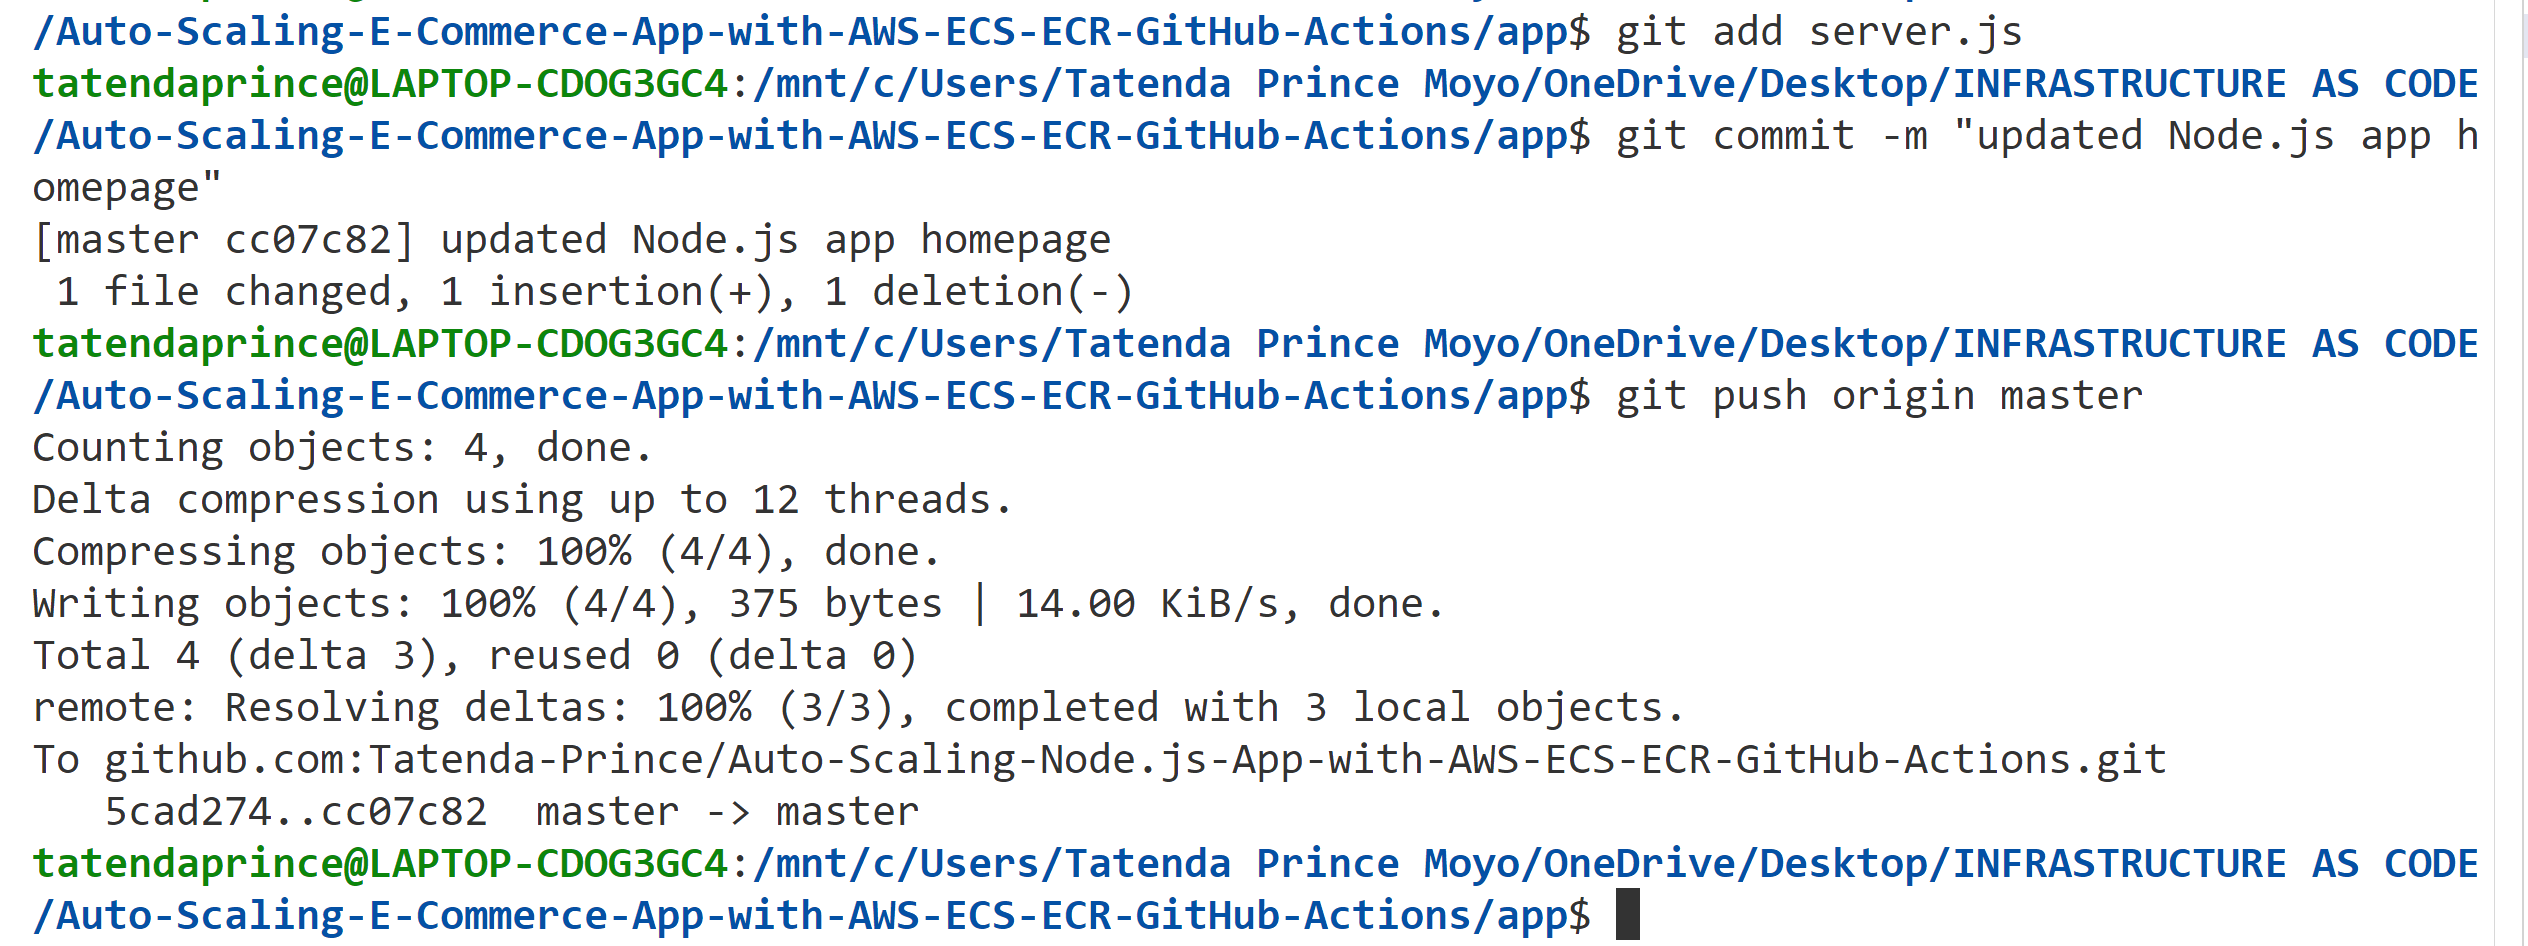 /Auto-Scaling-E-Commerce-App-with-AWS-ECS-ECR-GitHub-Actions/app$ git add server.js
tatendaprince@LAPTOP-CDOG3GC4:/mnt/c/Users/Tatenda Prince Moyo/OneDrive/Desktop/INFRASTRUCTURE AS CODE
/Auto-Scaling-E-Commerce-App-with-AWS-ECS-ECR-GitHub-Actions/app$ git commit -m "updated Node.js app h
omepage"
[master cc07c82] updated Node.js app homepage
 1 file changed, 1 insertion(+), 1 deletion(-)
tatendaprince@LAPTOP-CDOG3GC4:/mnt/c/Users/Tatenda Prince Moyo/OneDrive/Desktop/INFRASTRUCTURE AS CODE
/Auto-Scaling-E-Commerce-App-with-AWS-ECS-ECR-GitHub-Actions/app$ git push origin master
Counting objects: 4, done.
Delta compression using up to 12 threads.
Compressing objects: 100% (4/4), done.
Writing objects: 100% (4/4), 375 bytes | 14.00 KiB/s, done.
Total 4 (delta 3), reused 0 (delta 0)
remote: Resolving deltas: 100% (3/3), completed with 3 local objects.
To github.com:Tatenda-Prince/Auto-Scaling-Node.js-App-with-AWS-ECS-ECR-GitHub-Actions.git
   5cad274..cc07c82  master -> master
tatendaprince@LAPTOP-CDOG3GC4:/mnt/c/Users/Tatenda Prince Moyo/OneDrive/Desktop/INFRASTRUCTURE AS CODE
/Auto-Scaling-E-Commerce-App-with-AWS-ECS-ECR-GitHub-Actions/app$